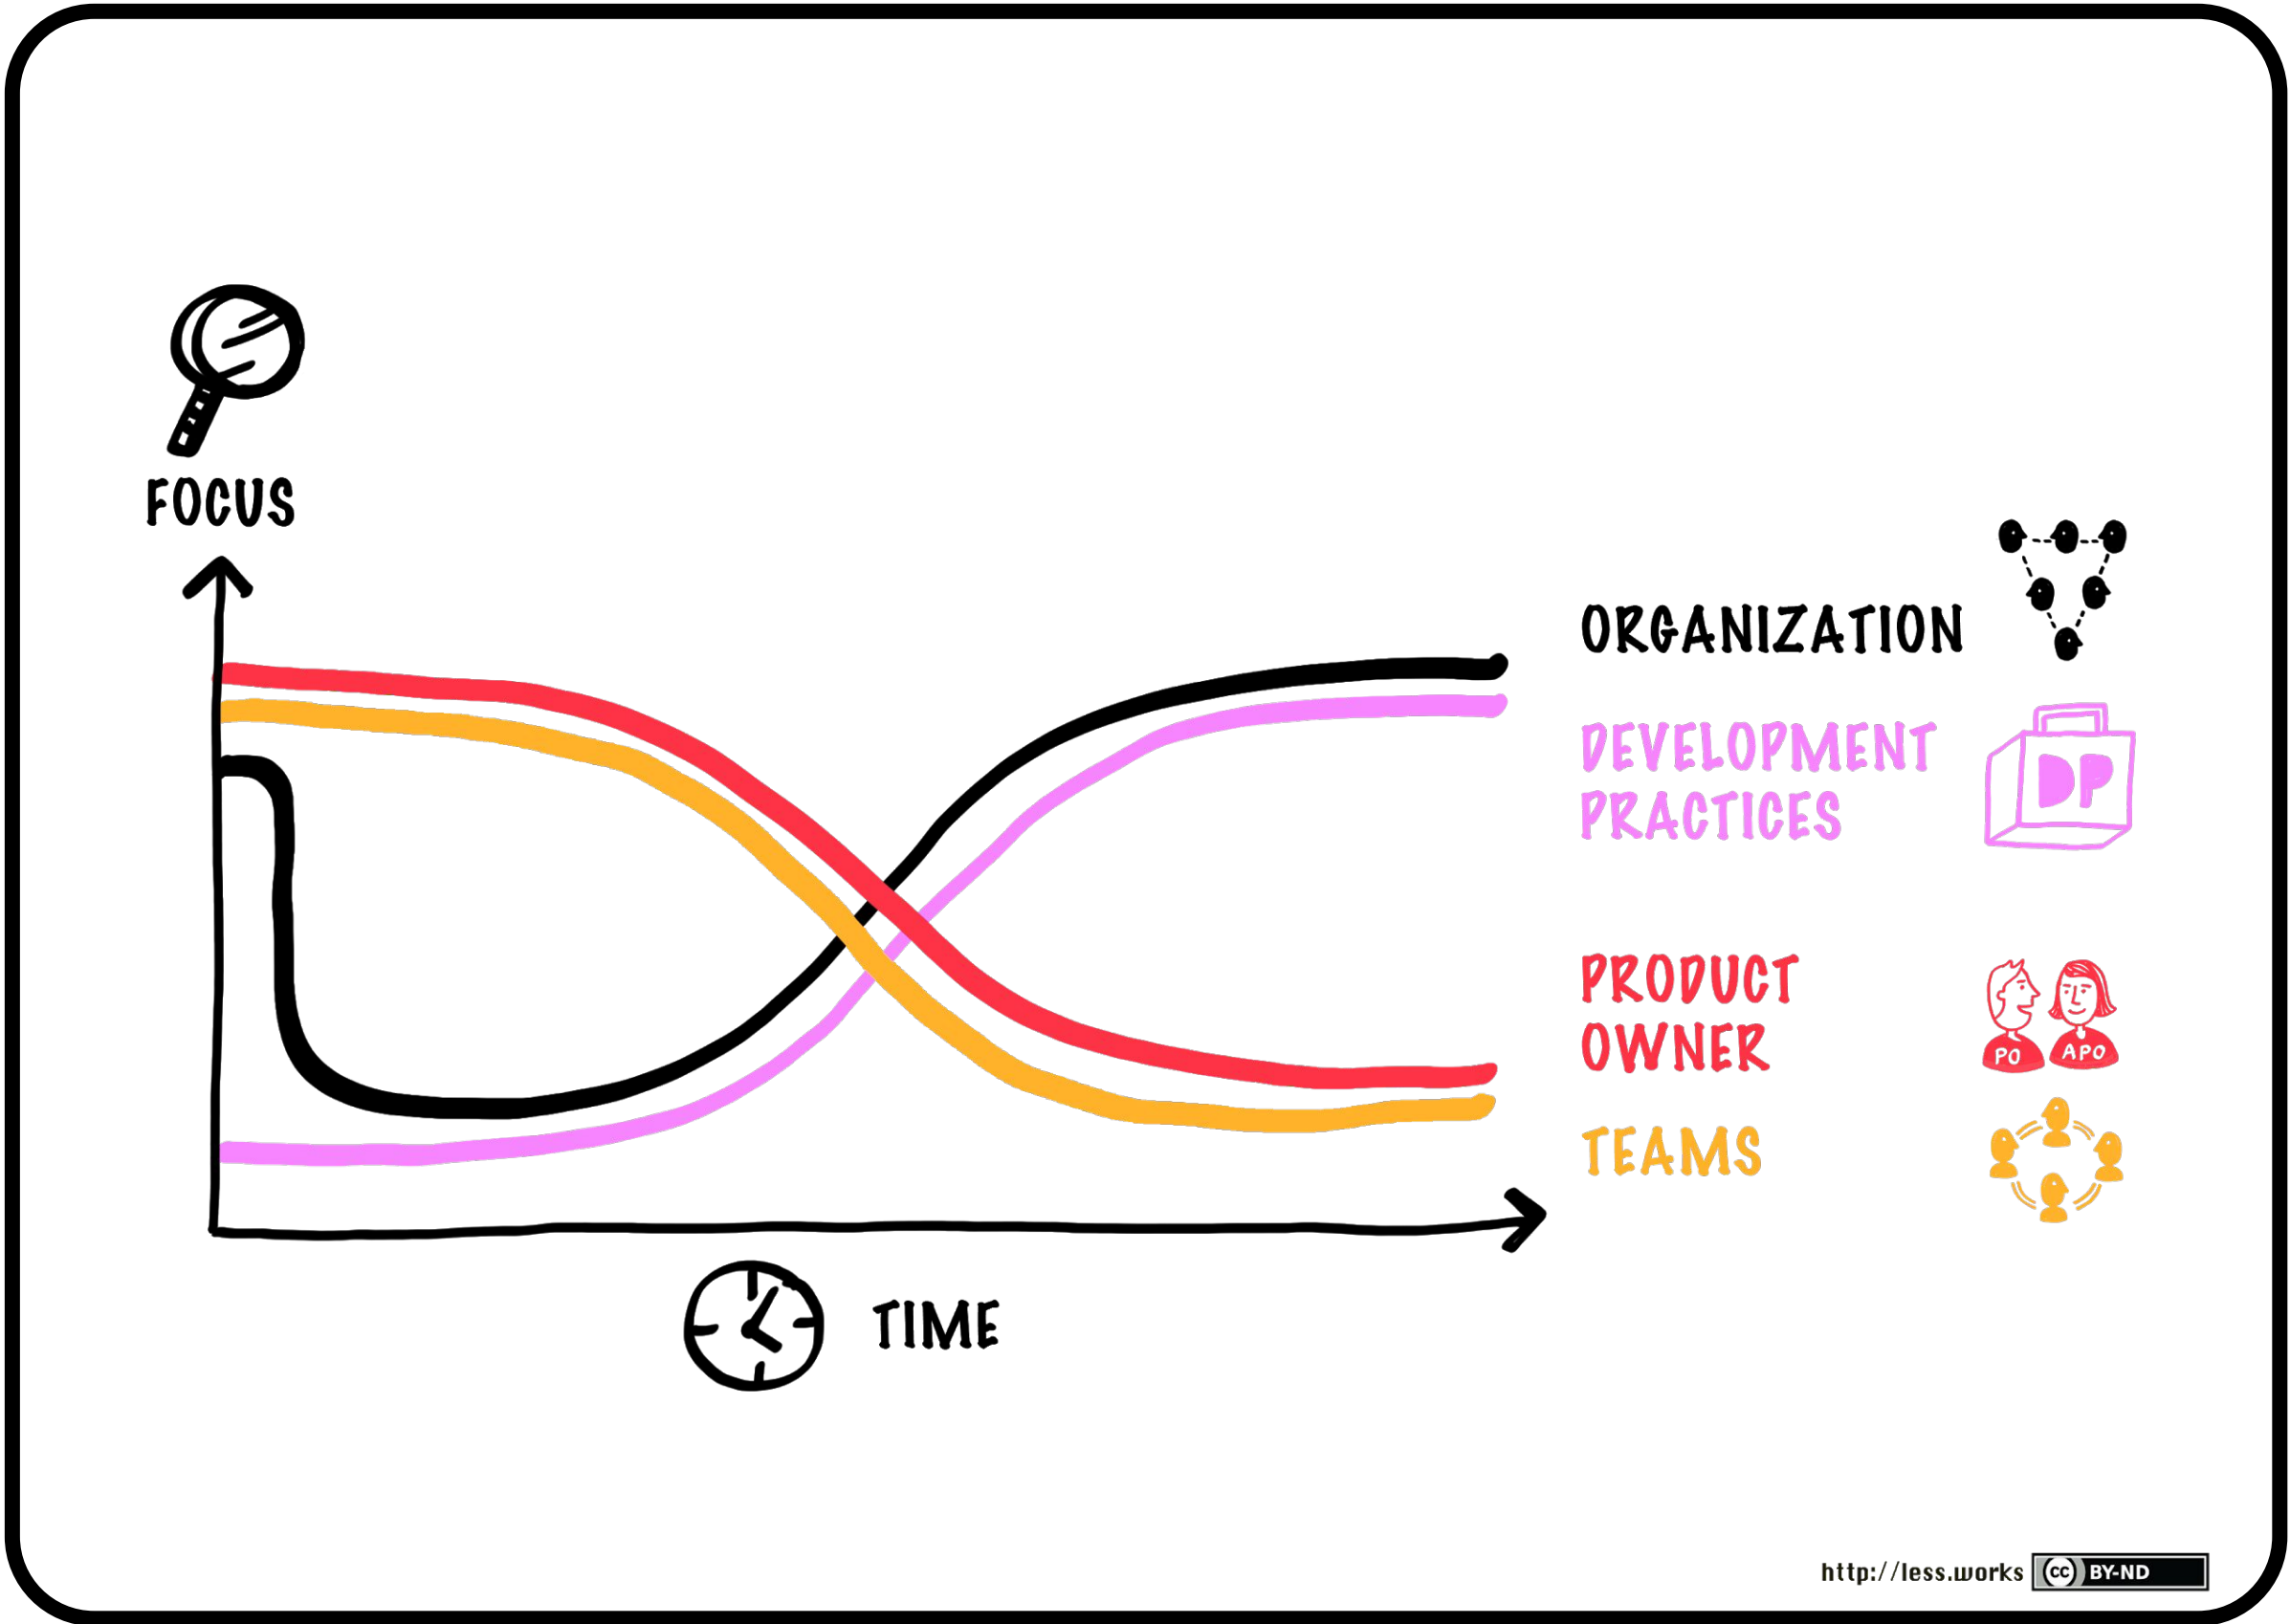 FOCUS
ORGANIZATION
DEVELOPMENT
PRACTICES
DP
PRODUCT
OWNER
PO
APO
TEAMS
TIME
http://less.works
cc BY-ND